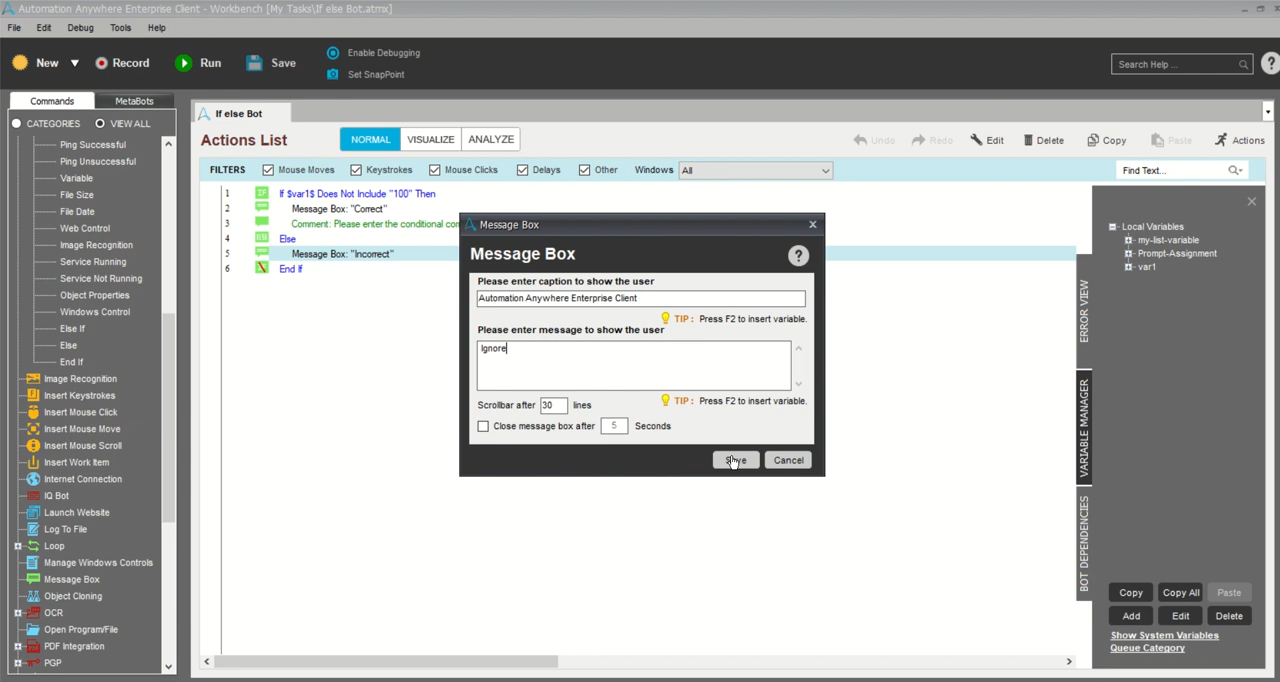 Automation Anywhere Enterprise Client - Workbench [My Tasks\If else Bot.atmx]
File Edit Debug Tools Help
New Record Run Save
Enable Debugging
Set SnapPoint
Search Help ...
?
Commands MetaBots
CATEGORIES VIEW ALL
Ping Successful
Ping Unsuccessful
Variable
File Size
File Date
Web Control
Image Recognition
Service Running
Service Not Running
Object Properties
Windows Control
Else If
Else
End If
Image Recognition
Insert Keystrokes
Insert Mouse Click
Insert Mouse Move
Insert Mouse Scroll
Insert Work Item
Internet Connection
IQ Bot
Launch Website
Log To File
Loop
Manage Windows Controls
Message Box
Object Cloning
OCR
Open Program/File
PDF Integration
PGP
If else Bot
Actions List
NORMAL VISUALIZE ANALYZE
Undo Redo Edit Delete Copy Paste Actions
FILTERS Mouse Moves Keystrokes Mouse Clicks Delays Other Windows All
Find Text...
1 IF If $var1$ Does Not Include "100" Then
2 Message Box: "Correct"
3 Comment: Please enter the conditional
4 Else
5 Message Box: "Incorrect"
6 End If
Message Box
Message Box
?
Please enter caption to show the user
Automation Anywhere Enterprise Client
TIP : Press F2 to insert variable.
Please enter message to show the user
Ignore
TIP : Press F2 to insert variable.
Scrollbar after 30 lines
Close message box after 5 Seconds
Save Cancel
ERROR VIEW
VARIABLE MANAGER
BOT DEPENDENCIES
Local Variables
my-list-variable
Prompt-Assignment
var1
Copy Copy All Paste
Add Edit Delete
Show System Variables
Queue Category